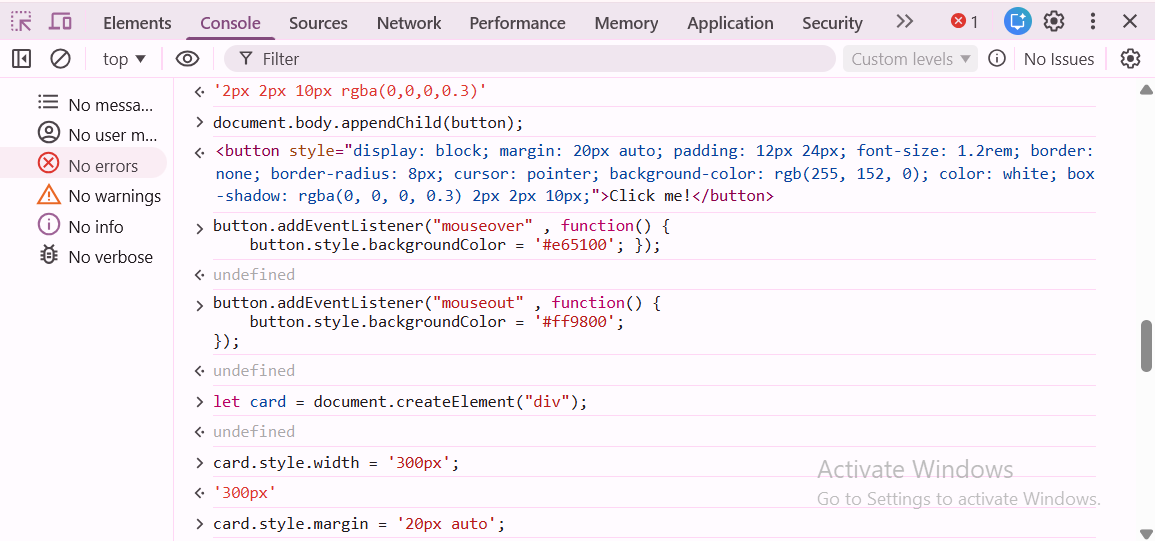 Elements Console Sources Network Performance Memory Application Security 1
top Filter Custom levels No Issues
No messa...
No user m...
No errors
No warnings
No info
No verbose
'2px 2px 10px rgba(0,0,0,0.3)'
document.body.appendChild(button);
<button style="display: block; margin: 20px auto; padding: 12px 24px; font-size: 1.2rem; border:
none; border-radius: 8px; cursor: pointer; background-color: rgb(255, 152, 0); color: white; box
-shadow: rgba(0, 0, 0, 0.3) 2px 2px 10px;">Click me!</button>
button.addEventListener("mouseover" , function() {
    button.style.backgroundColor = '#e65100'; });
undefined
button.addEventListener("mouseout" , function() {
    button.style.backgroundColor = '#ff9800';
});
undefined
let card = document.createElement("div");
undefined
card.style.width = '300px';
'300px'
card.style.margin = '20px auto';
Activate Windows
Go to Settings to activate Windows.